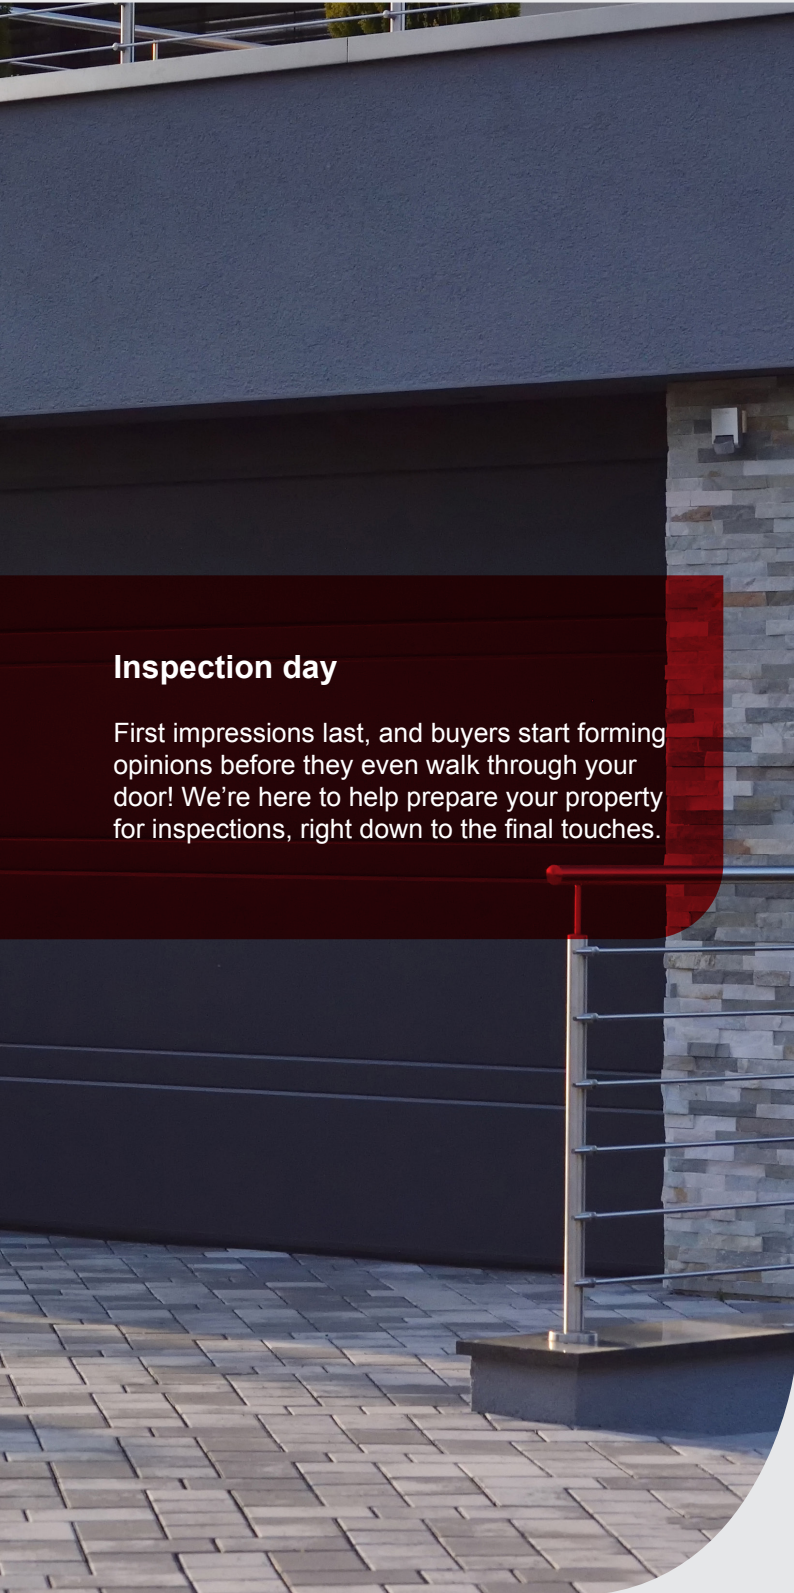 Inspection day
First impressions last, and buyers start forming
opinions before they even walk through your
door! We’re here to help prepare your property
for inspections, right down to the final touches.